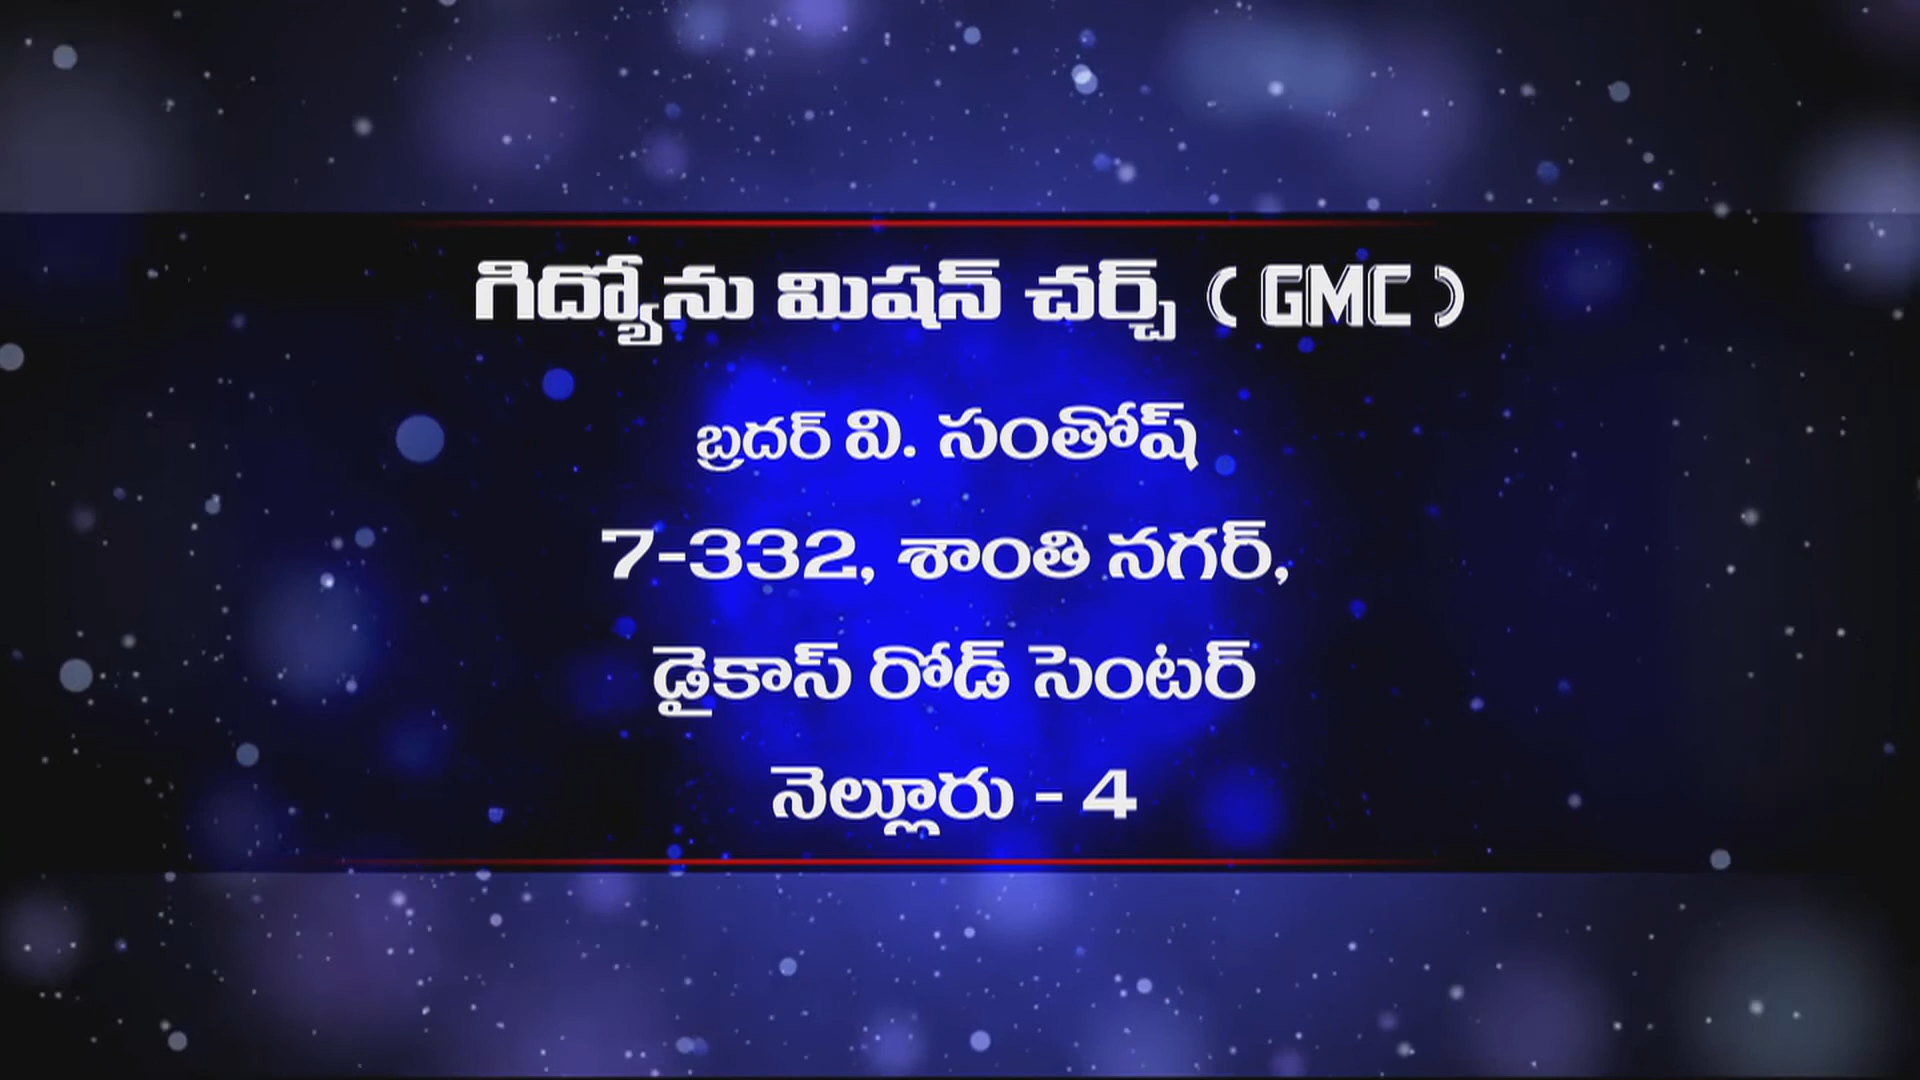 గిద్యోను మిషన్ చర్చ్ ( GMC )
బ్రదర్ వి. సంతోష్
7-332, శాంతి నగర్,
డైకాస్ రోడ్ సెంటర్
నెల్లూరు - 4